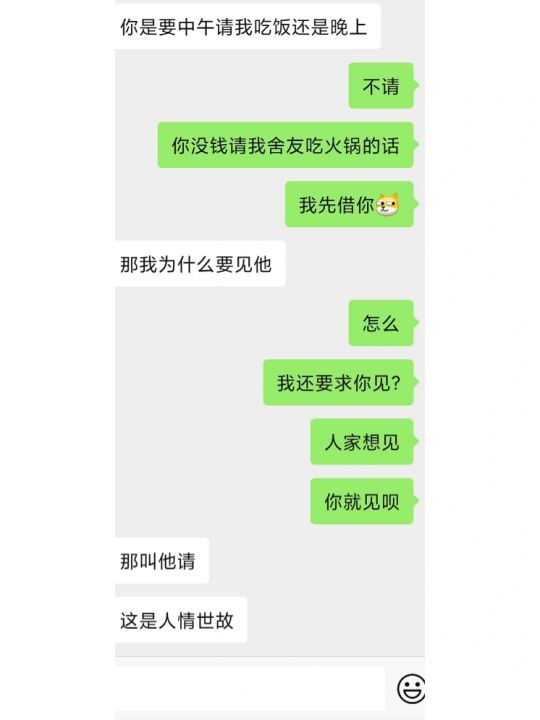 你是要中午请我吃饭还是晚上
不请
你没钱请我舍友吃火锅的话
我先借你
那我为什么要见他
怎么
我还要求你见?
人家想见
你就见呗
那叫他请
这是人情世故